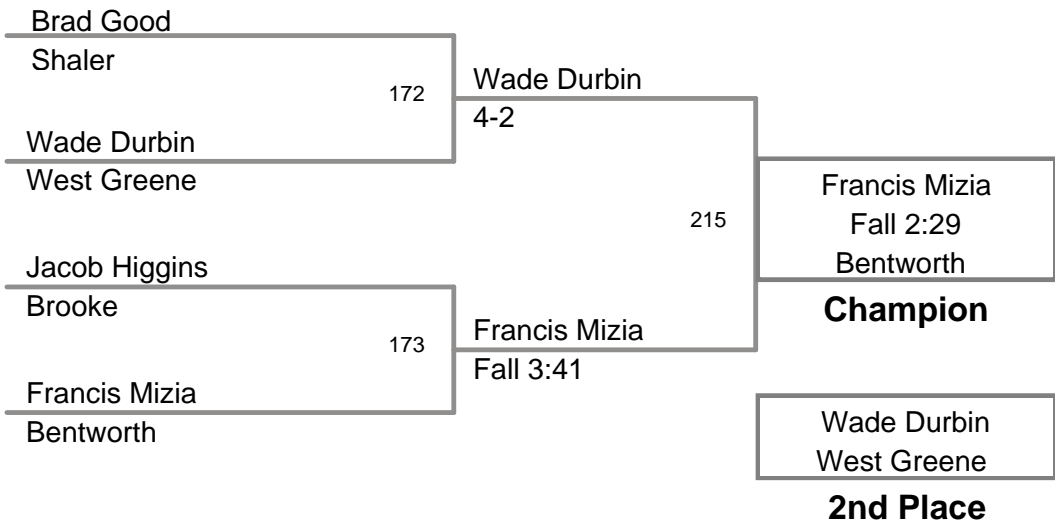 Brad Good
Shaler
172
Wade Durbin
4-2
Wade Durbin
West Greene
215
Francis Mizia
Fall 2:29
Bentworth
Champion
Jacob Higgins
Brooke
173
Francis Mizia
Fall 3:41
Francis Mizia
Bentworth
Wade Durbin
West Greene
2nd Place